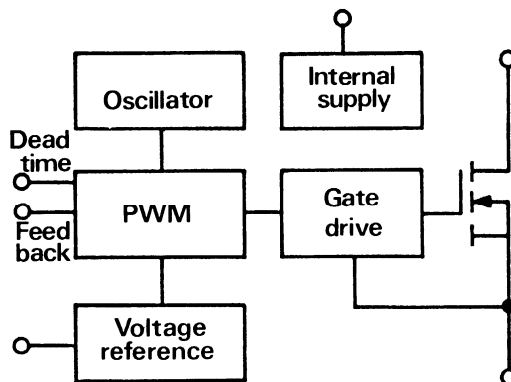 Oscillator
Internal
supply
Dead
time
PWM
Feed
back
Gate
drive
Voltage
reference